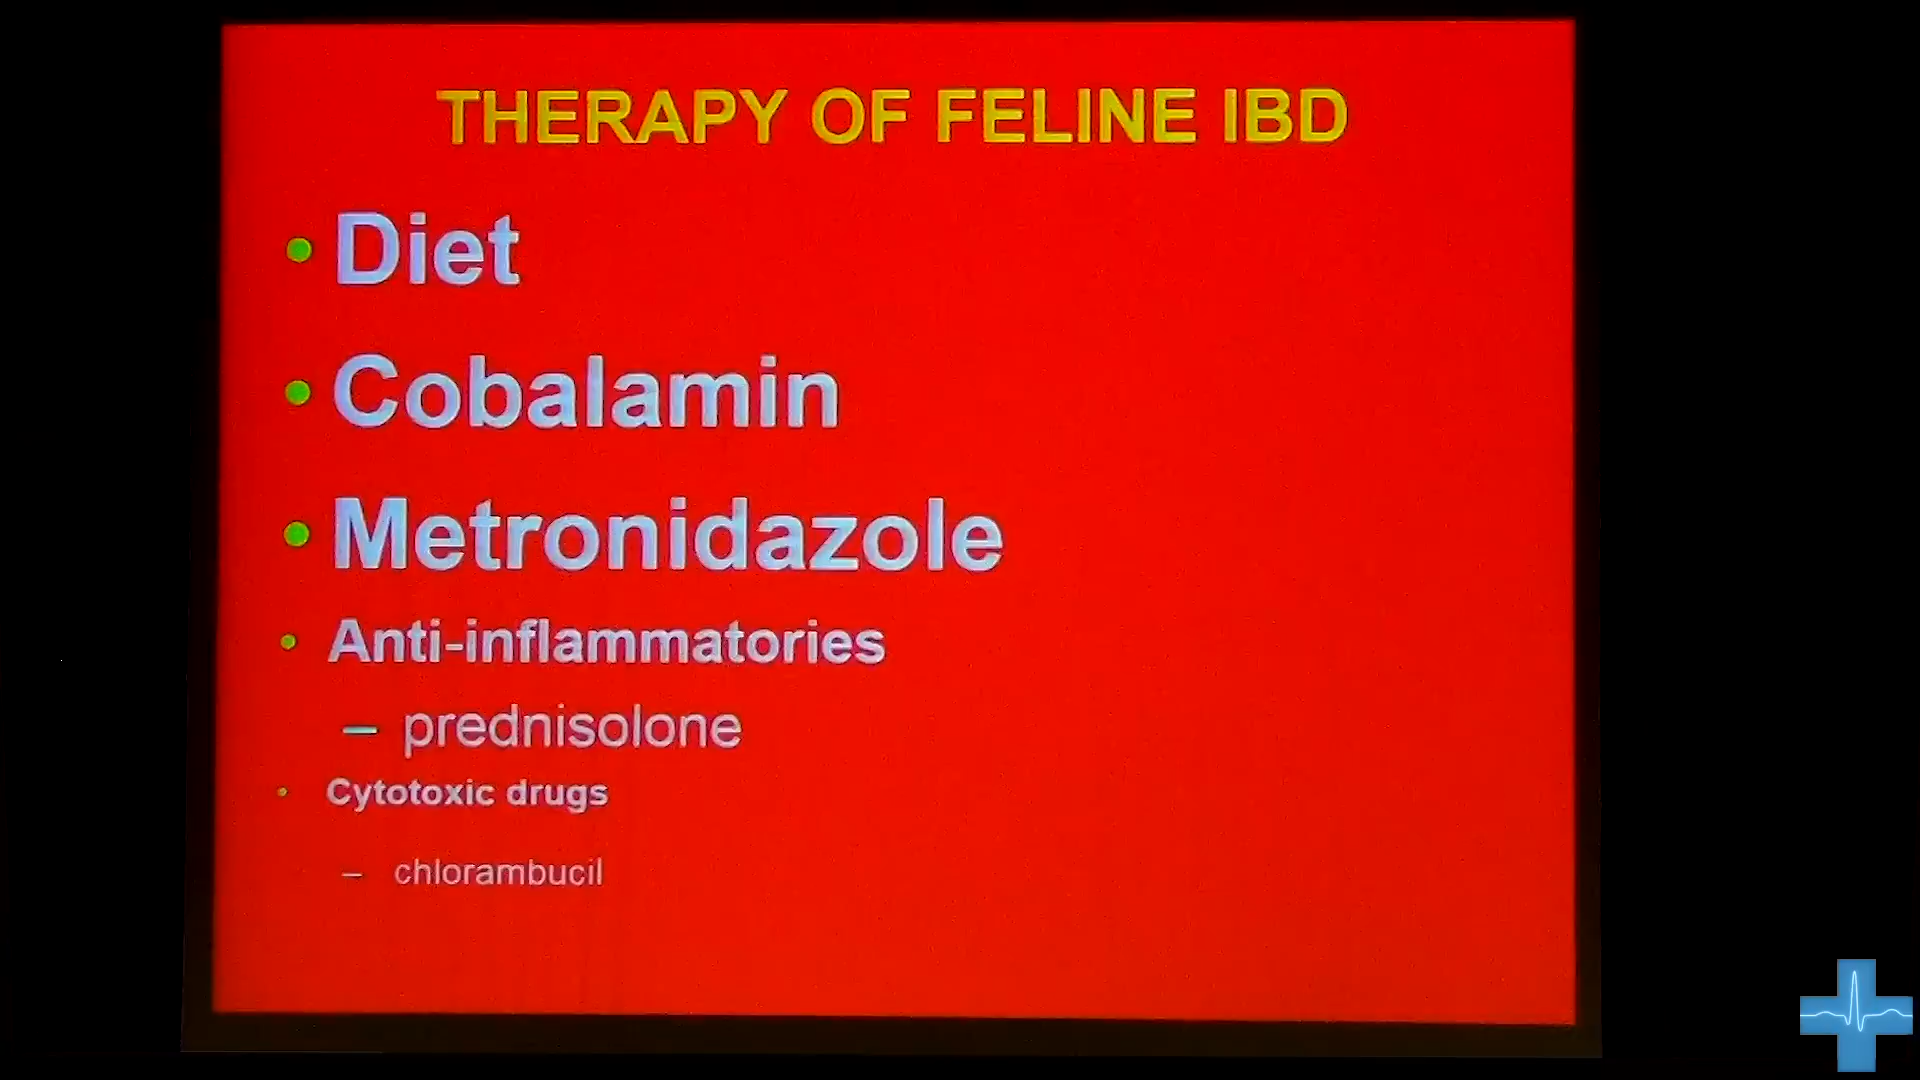 THERAPY OF FELINE IBD
• Diet
• Cobalamin
• Metronidazole
• Anti-inflammatories
– prednisolone
• Cytotoxic drugs
– chlorambucil